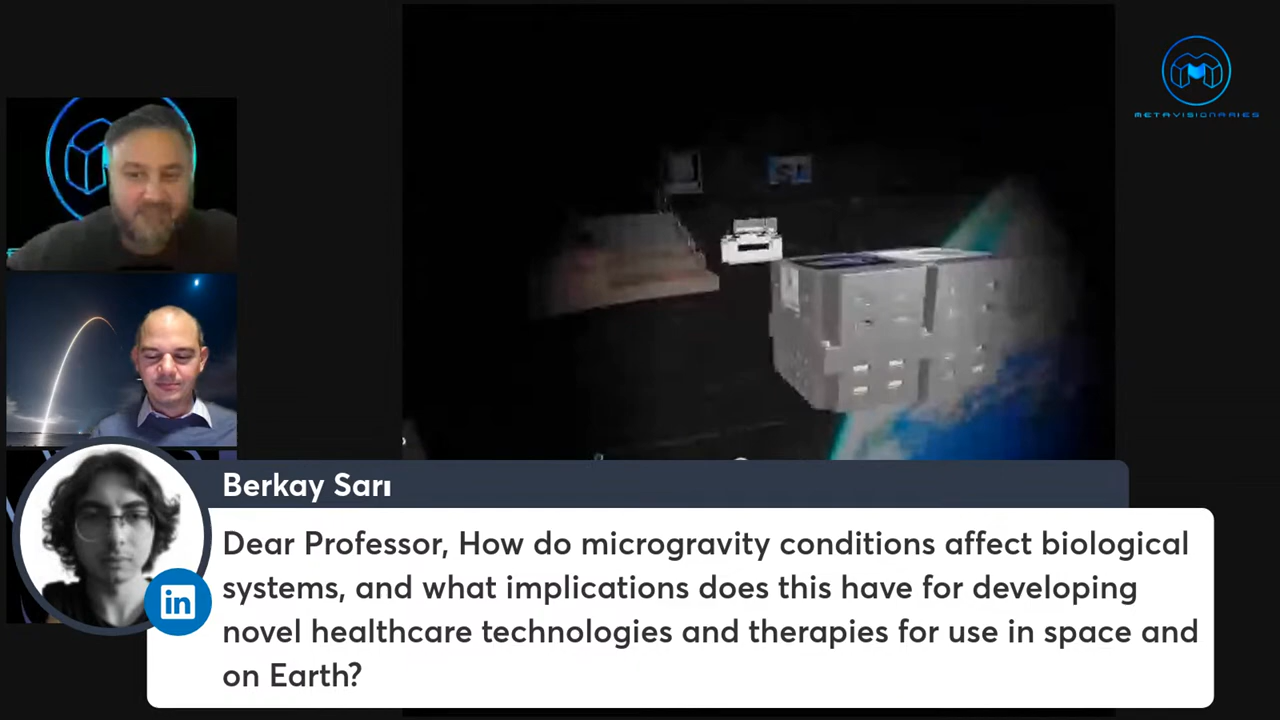 METAVISIONARIES
Berkay Sarı
Dear Professor, How do microgravity conditions affect biological
systems, and what implications does this have for developing
novel healthcare technologies and therapies for use in space and
on Earth?
in